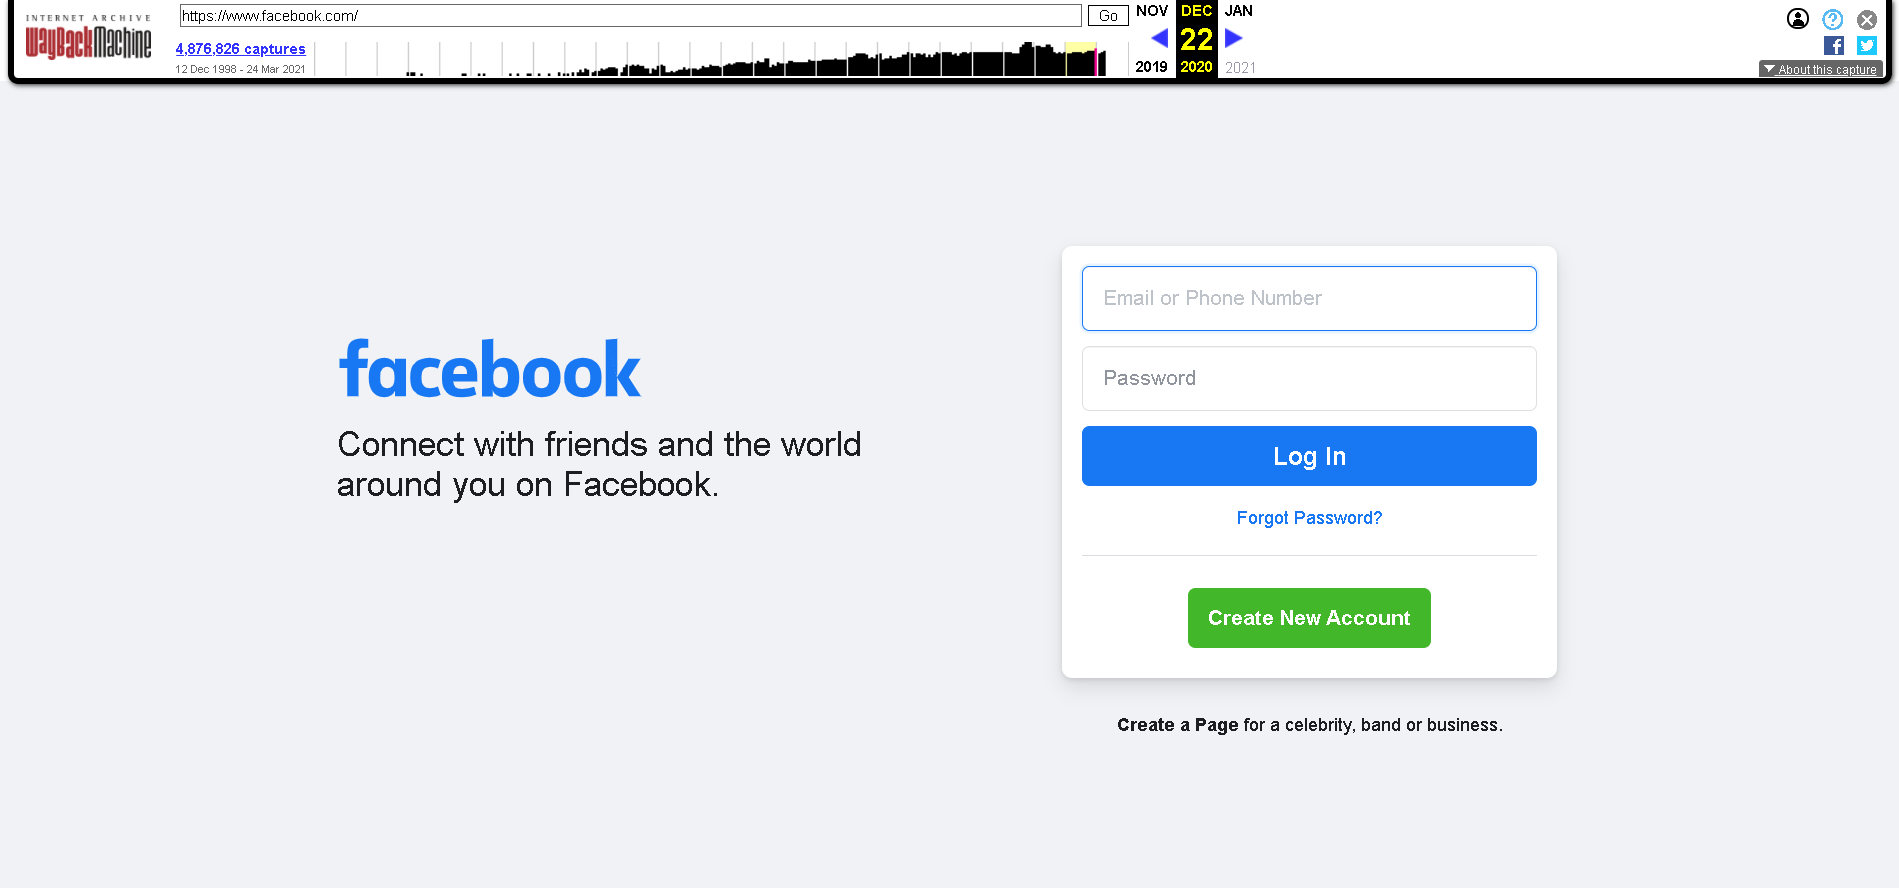 INTERNET ARCHIVE
WayBackMachine
https://www.facebook.com/
Go
4,876,826 captures
12 Dec 1998 - 24 Mar 2021
NOV DEC JAN
22
2019 2020 2021
About this capture
facebook
Connect with friends and the world
around you on Facebook.
Email or Phone Number
Password
Log In
Forgot Password?
Create New Account
Create a Page for a celebrity, band or business.